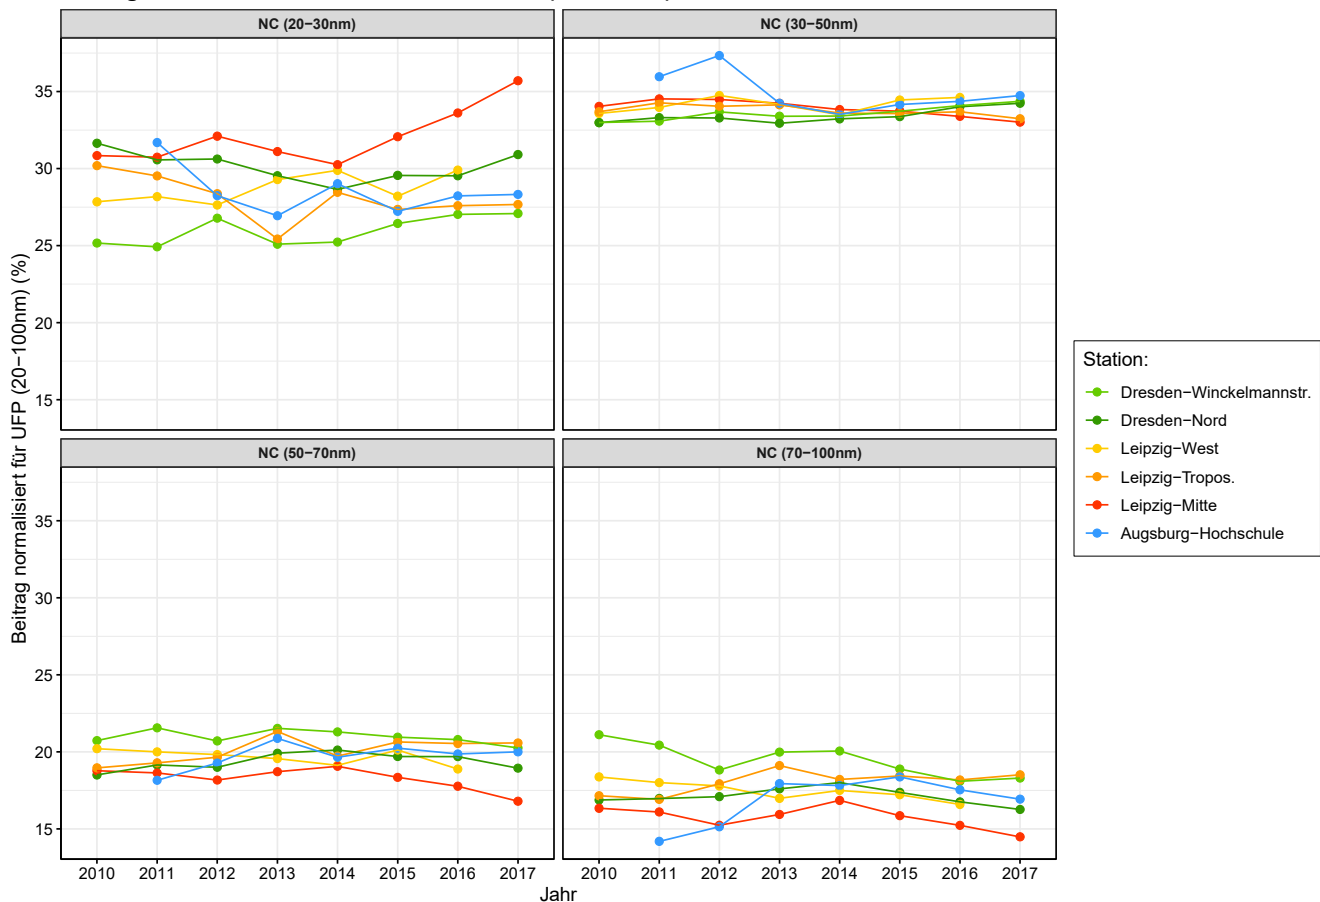 NC (20−30nm)
NC (30−50nm)
35
30
25
20
15
NC (50−70nm)
NC (70−100nm)
35
30
25
20
15
2010 2011 2012 2013 2014 2015 2016 2017
2010 2011 2012 2013 2014 2015 2016 2017
Jahr
Beitrag normalisiert für UFP (20−100nm) (%)
Station:
Dresden−Winckelmannstr.
Dresden−Nord
Leipzig−West
Leipzig−Tropos.
Leipzig−Mitte
Augsburg−Hochschule